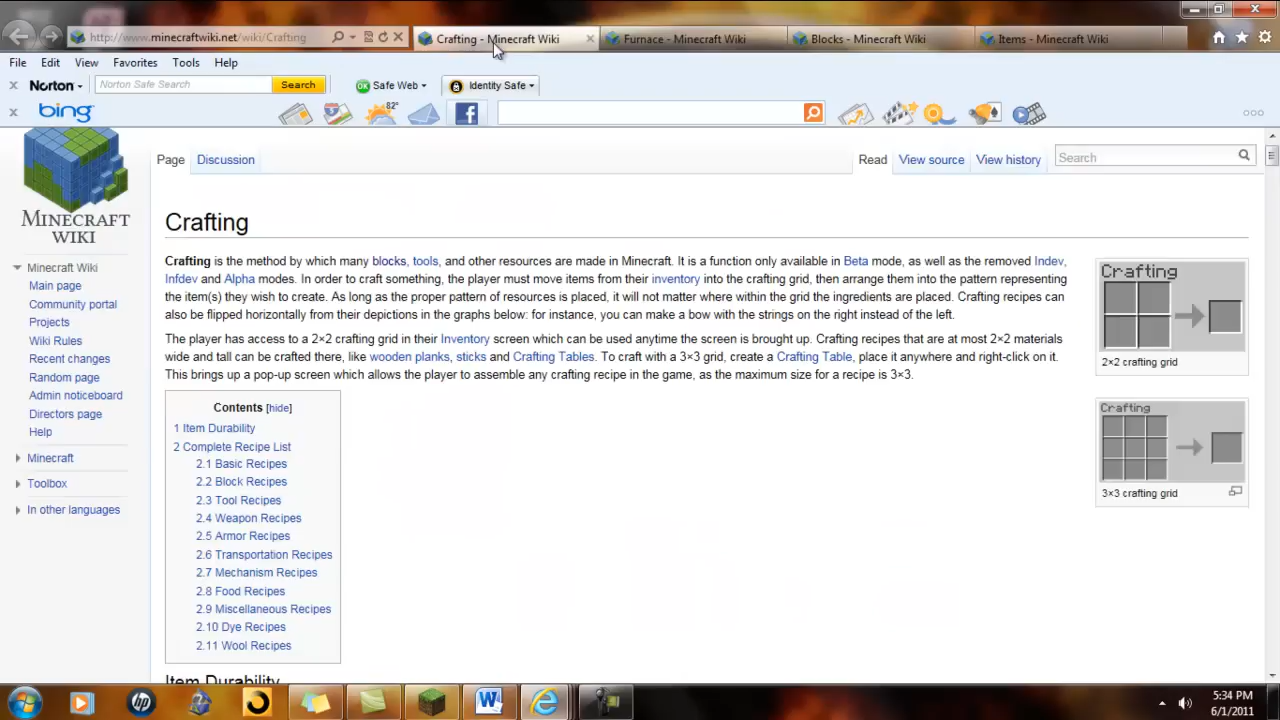 http://www.minecraftwiki.net/wiki/Crafting
Crafting - Minecraft Wiki
Furnace - Minecraft Wiki
Blocks - Minecraft Wiki
Items - Minecraft Wiki
File Edit View Favorites Tools Help
Norton Norton Safe Search Search OK Safe Web Identity Safe
bing 82°
MINECRAFT
WIKI
Page Discussion Read View source View history Search
Minecraft Wiki
Main page
Community portal
Projects
Wiki Rules
Recent changes
Random page
Admin noticeboard
Directors page
Help
Minecraft
Toolbox
In other languages
Crafting
Crafting is the method by which many blocks, tools, and other resources are made in Minecraft. It is a function only available in Beta mode, as well as the removed Indev,
Infdev and Alpha modes. In order to craft something, the player must move items from their inventory into the crafting grid, then arrange them into the pattern representing
the item(s) they wish to create. As long as the proper pattern of resources is placed, it will not matter where within the grid the ingredients are placed. Crafting recipes can
also be flipped horizontally from their depictions in the graphs below: for instance, you can make a bow with the strings on the right instead of the left.
The player has access to a 2×2 crafting grid in their Inventory screen which can be used anytime the screen is brought up. Crafting recipes that are at most 2×2 materials
wide and tall can be crafted there, like wooden planks, sticks and Crafting Tables. To craft with a 3×3 grid, create a Crafting Table, place it anywhere and right-click on it.
This brings up a pop-up screen which allows the player to assemble any crafting recipe in the game, as the maximum size for a recipe is 3×3.
Crafting
2×2 crafting grid
Crafting
3×3 crafting grid
Contents [hide]
1 Item Durability
2 Complete Recipe List
2.1 Basic Recipes
2.2 Block Recipes
2.3 Tool Recipes
2.4 Weapon Recipes
2.5 Armor Recipes
2.6 Transportation Recipes
2.7 Mechanism Recipes
2.8 Food Recipes
2.9 Miscellaneous Recipes
2.10 Dye Recipes
2.11 Wool Recipes
Item Durability
5:34 PM
6/1/2011